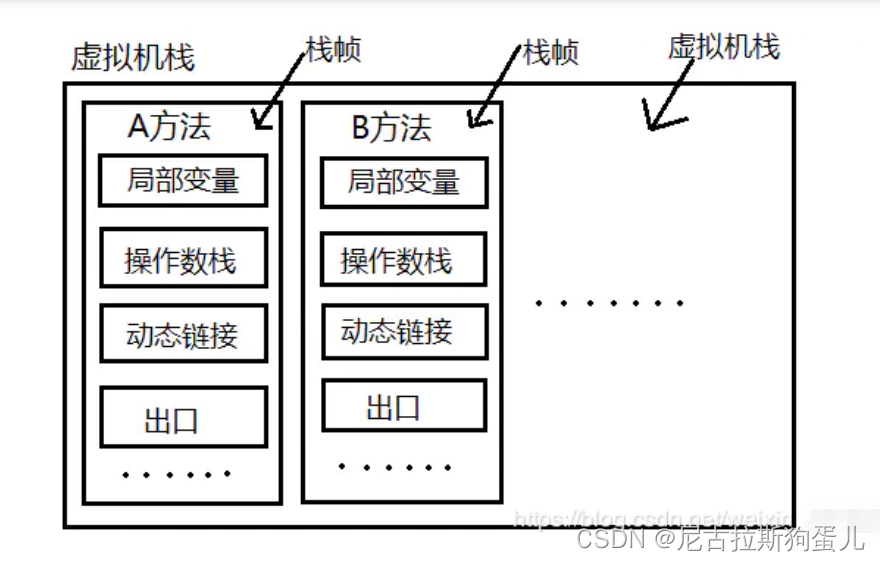 虚拟机栈
栈帧
栈帧
虚拟机栈
A方法
局部变量
操作数栈
动态链接
出口
......
B方法
局部变量
操作数栈
动态链接
出口
......
.......
https://blog.csdn.net/weixin
CSDN @尼古拉斯狗蛋儿